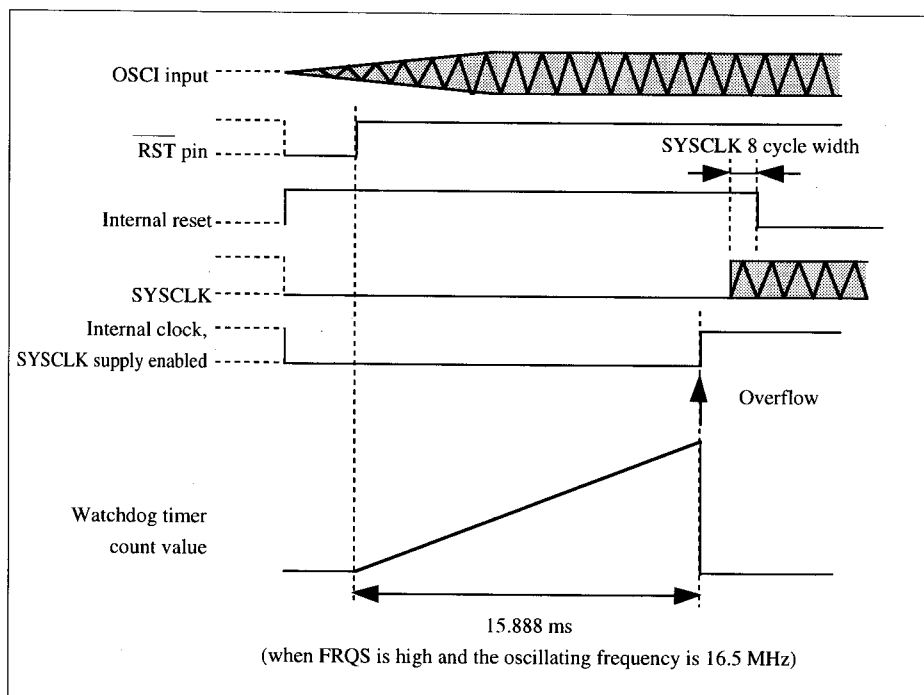 OSCI input
RST pin
SYSCLK 8 cycle width
Internal reset
SYSCLK
Internal clock,
SYSCLK supply enabled
Overflow
Watchdog timer
count value
15.888 ms
(when FRQS is high and the oscillating frequency is 16.5 MHz)